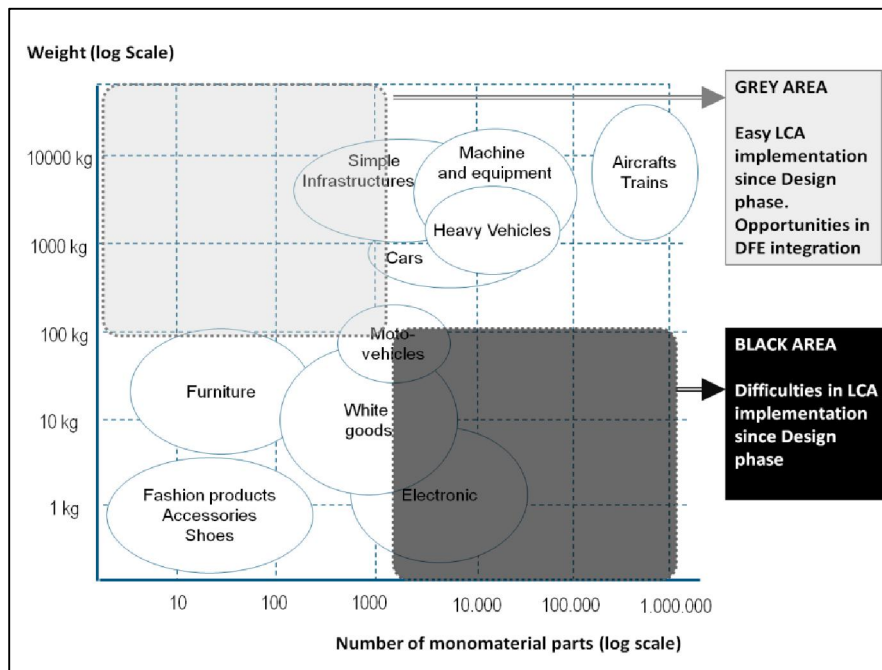 Weight (log Scale)
10000 kg
1000 kg
100 kg
10 kg
1 kg
Simple
Infrastructures
Machine
and equipment
Heavy Vehicles
Cars
Aircrafts
Trains
Moto-
vehicles
Furniture
White
goods
Fashion products
Accessories
Shoes
Electronic
10
100
1000
10.000
100.000
1.000.000
Number of monomaterial parts (log scale)
GREY AREA
Easy LCA
implementation
since Design
phase.
Opportunities in
DFE integration
BLACK AREA
Difficulties in LCA
implementation
since Design
phase